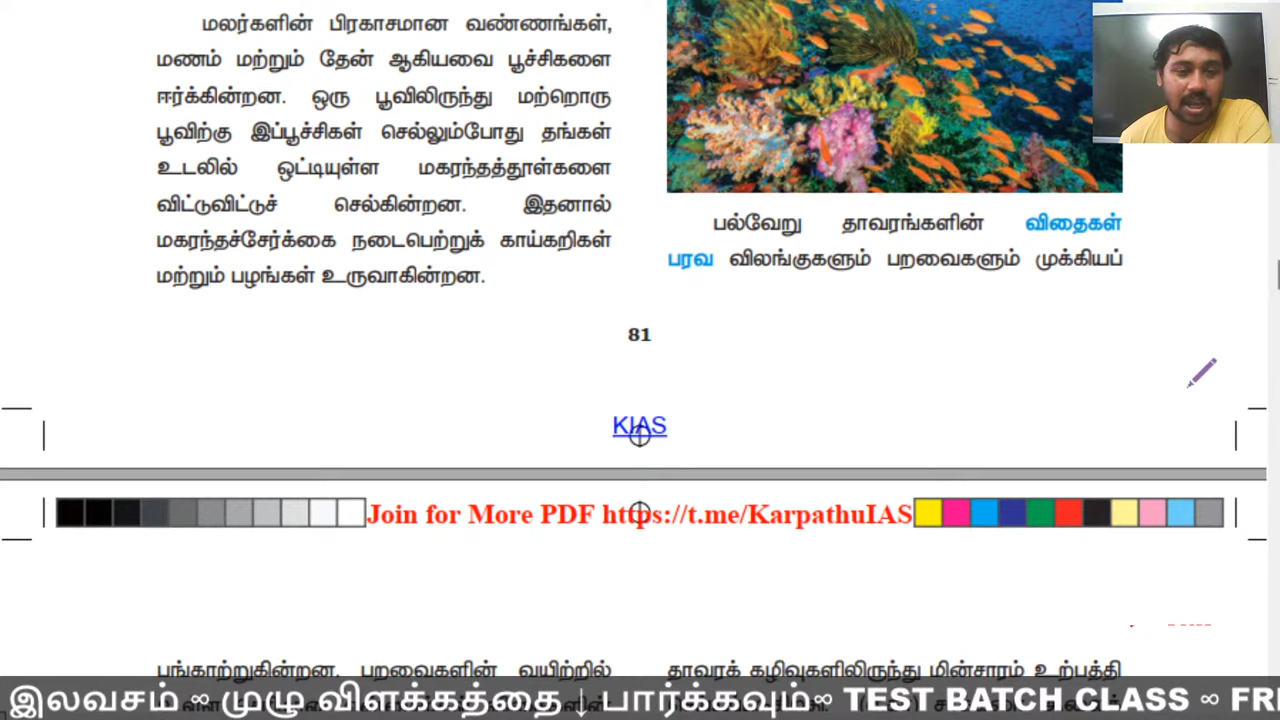 மலர்களின் பிரகாசமான வண்ணங்கள்,
மணம் மற்றும் தேன் ஆகியவை பூச்சிகளை
ஈர்க்கின்றன. ஒரு பூவிலிருந்து மற்றொரு
பூவிற்கு இப்பூச்சிகள் செல்லும்போது தங்கள்
உடலில் ஒட்டியுள்ள மகரந்தத்தூள்களை
விட்டுவிட்டுச் செல்கின்றன. இதனால்
மகரந்தச்சேர்க்கை நடைபெற்றுக் காய்கறிகள்
மற்றும் பழங்கள் உருவாகின்றன.
பல்வேறு தாவரங்களின் விதைகள்
பரவ விலங்குகளும் பறவைகளும் முக்கியப்
81
KIAS
Join for More PDF https://t.me/KarpathuIAS
பங்காற்றுகின்றன. பறவைகளின் வயிற்றில்
தாவரக் கழிவுகளிலிருந்து மின்சாரம் உற்பத்தி
இலவசம் ∞ முழு விளக்கத்தை ↓ பார்க்கவும் ∞ TEST BATCH CLASS ∞